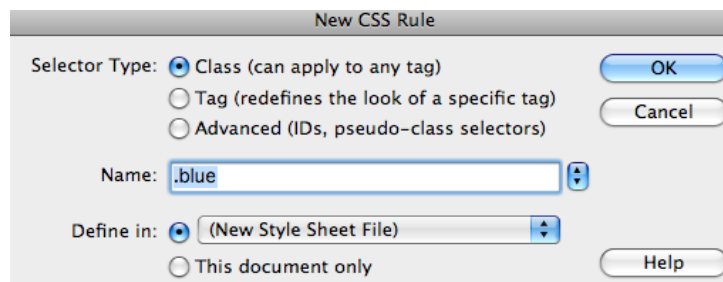 New CSS Rule
Selector Type: Class (can apply to any tag) OK
Tag (redefines the look of a specific tag)
Cancel
Advanced (IDs, pseudo-class selectors)
Name: .blue
Define in: (New Style Sheet File)
This document only Help